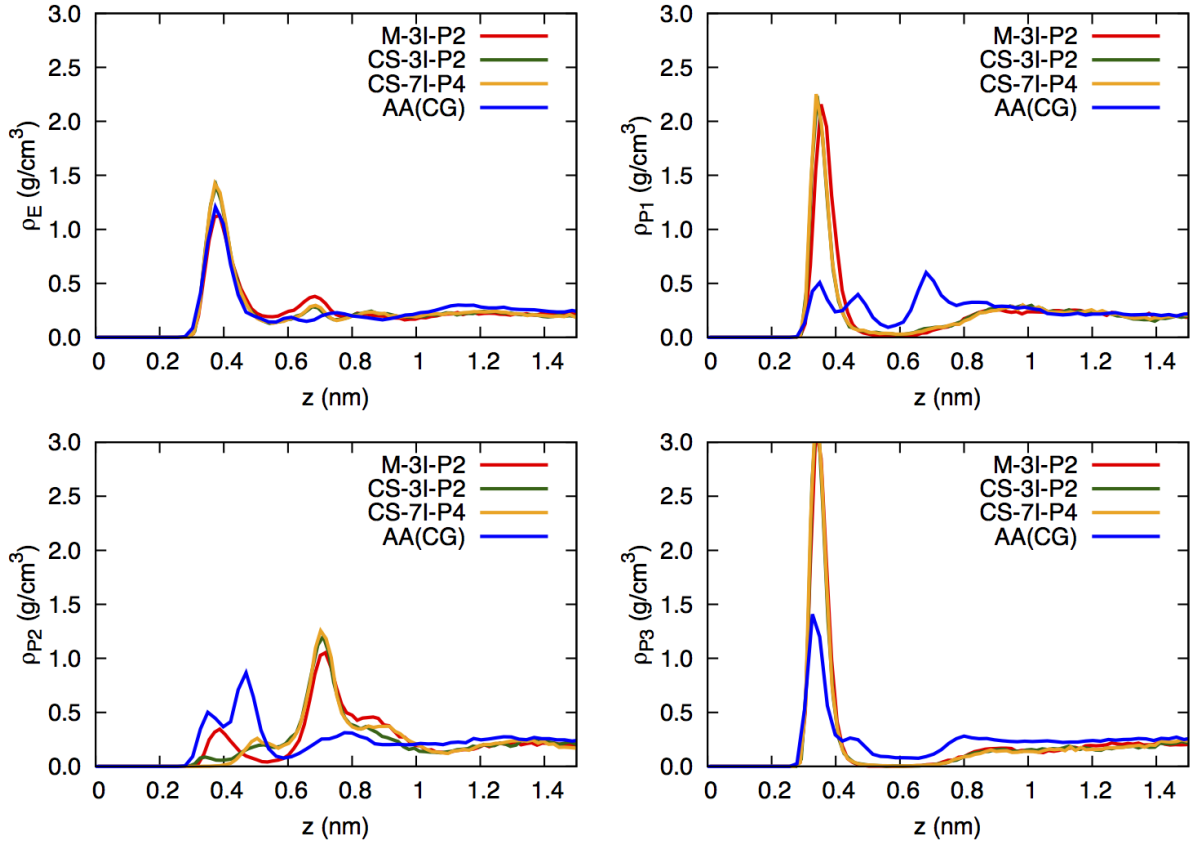 3.0
2.5
2.0
1.5
1.0
0.5
0.0
ρE (g/cm³)
0 0.2 0.4 0.6 0.8 1 1.2 1.4
z (nm)
M-3I-P2
CS-3I-P2
CS-7I-P4
AA(CG)
3.0
2.5
2.0
1.5
1.0
0.5
0.0
ρP1 (g/cm³)
0 0.2 0.4 0.6 0.8 1 1.2 1.4
z (nm)
M-3I-P2
CS-3I-P2
CS-7I-P4
AA(CG)
3.0
2.5
2.0
1.5
1.0
0.5
0.0
ρP2 (g/cm³)
0 0.2 0.4 0.6 0.8 1 1.2 1.4
z (nm)
M-3I-P2
CS-3I-P2
CS-7I-P4
AA(CG)
3.0
2.5
2.0
1.5
1.0
0.5
0.0
ρP3 (g/cm³)
0 0.2 0.4 0.6 0.8 1 1.2 1.4
z (nm)
M-3I-P2
CS-3I-P2
CS-7I-P4
AA(CG)